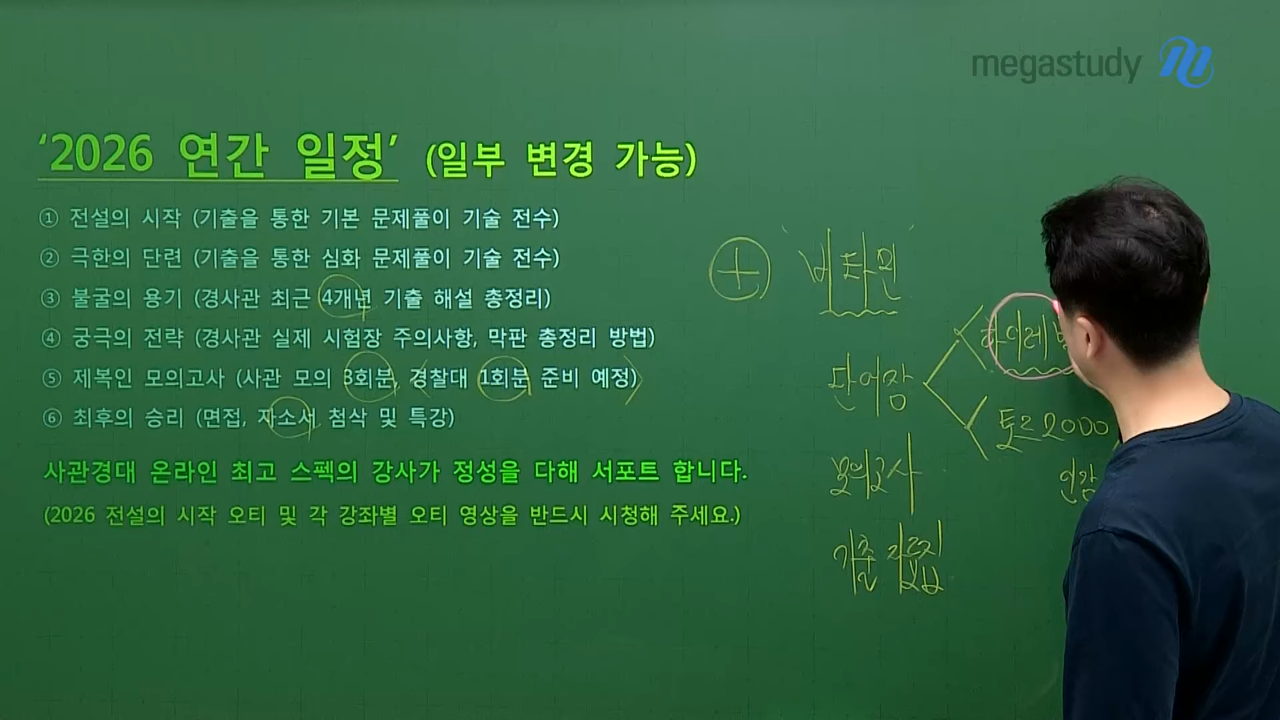 megastudy
‘2026 연간 일정’ (일부 변경 가능)
① 전설의 시작 (기출을 통한 기본 문제풀이 기술 전수)
② 극한의 단련 (기출을 통한 심화 문제풀이 기술 전수)
③ 불굴의 용기 (경사관 최근 4개년 기출 해설 총정리)
④ 궁극의 전략 (경사관 실제 시험장 주의사항, 막판 총정리 방법)
⑤ 제복인 모의고사 (사관 모의 3회분, 경찰대 1회분 준비 예정)
⑥ 최후의 승리 (면접, 자소서 첨삭 및 특강)
사관경대 온라인 최고 스펙의 강사가 정성을 다해 서포트 합니다.
(2026 전설의 시작 오티 및 각 강좌별 오티 영상을 반드시 시청해 주세요.)
+ '비타민'
단어장
하이레
토르2000
모의고사
기출 자료집